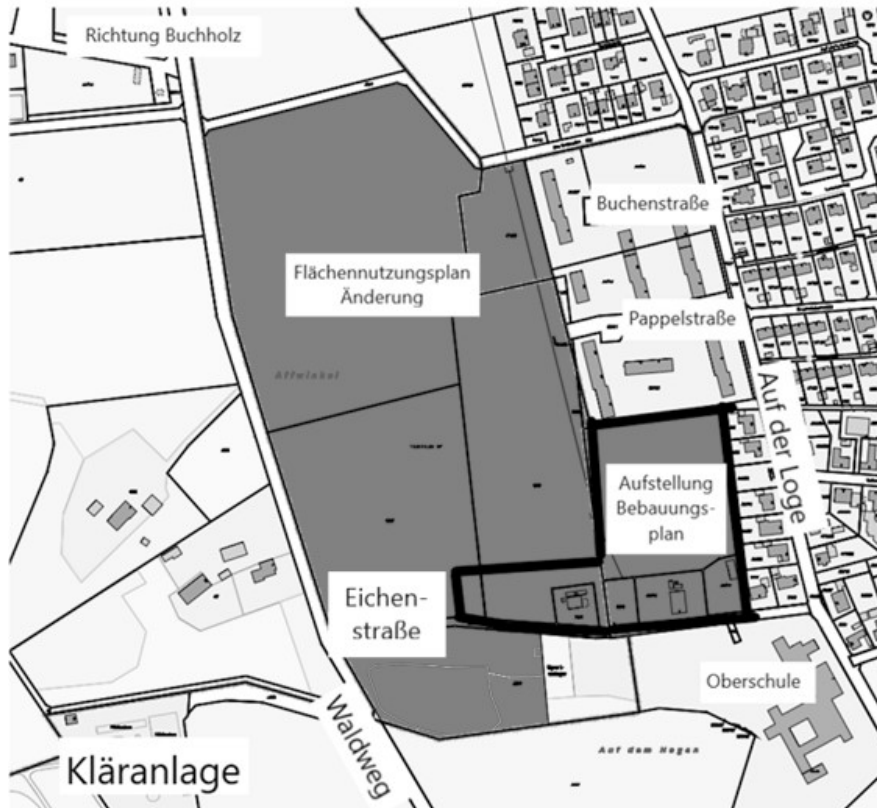 Richtung Buchholz
Buchenstraße
Flächennutzungsplan
Änderung
Pappelstraße
Auf der Loge
Aufstellung
Bebauungs-
plan
Eichen-
straße
Oberschule
Waldweg
Auf dem Hagen
Kläranlage